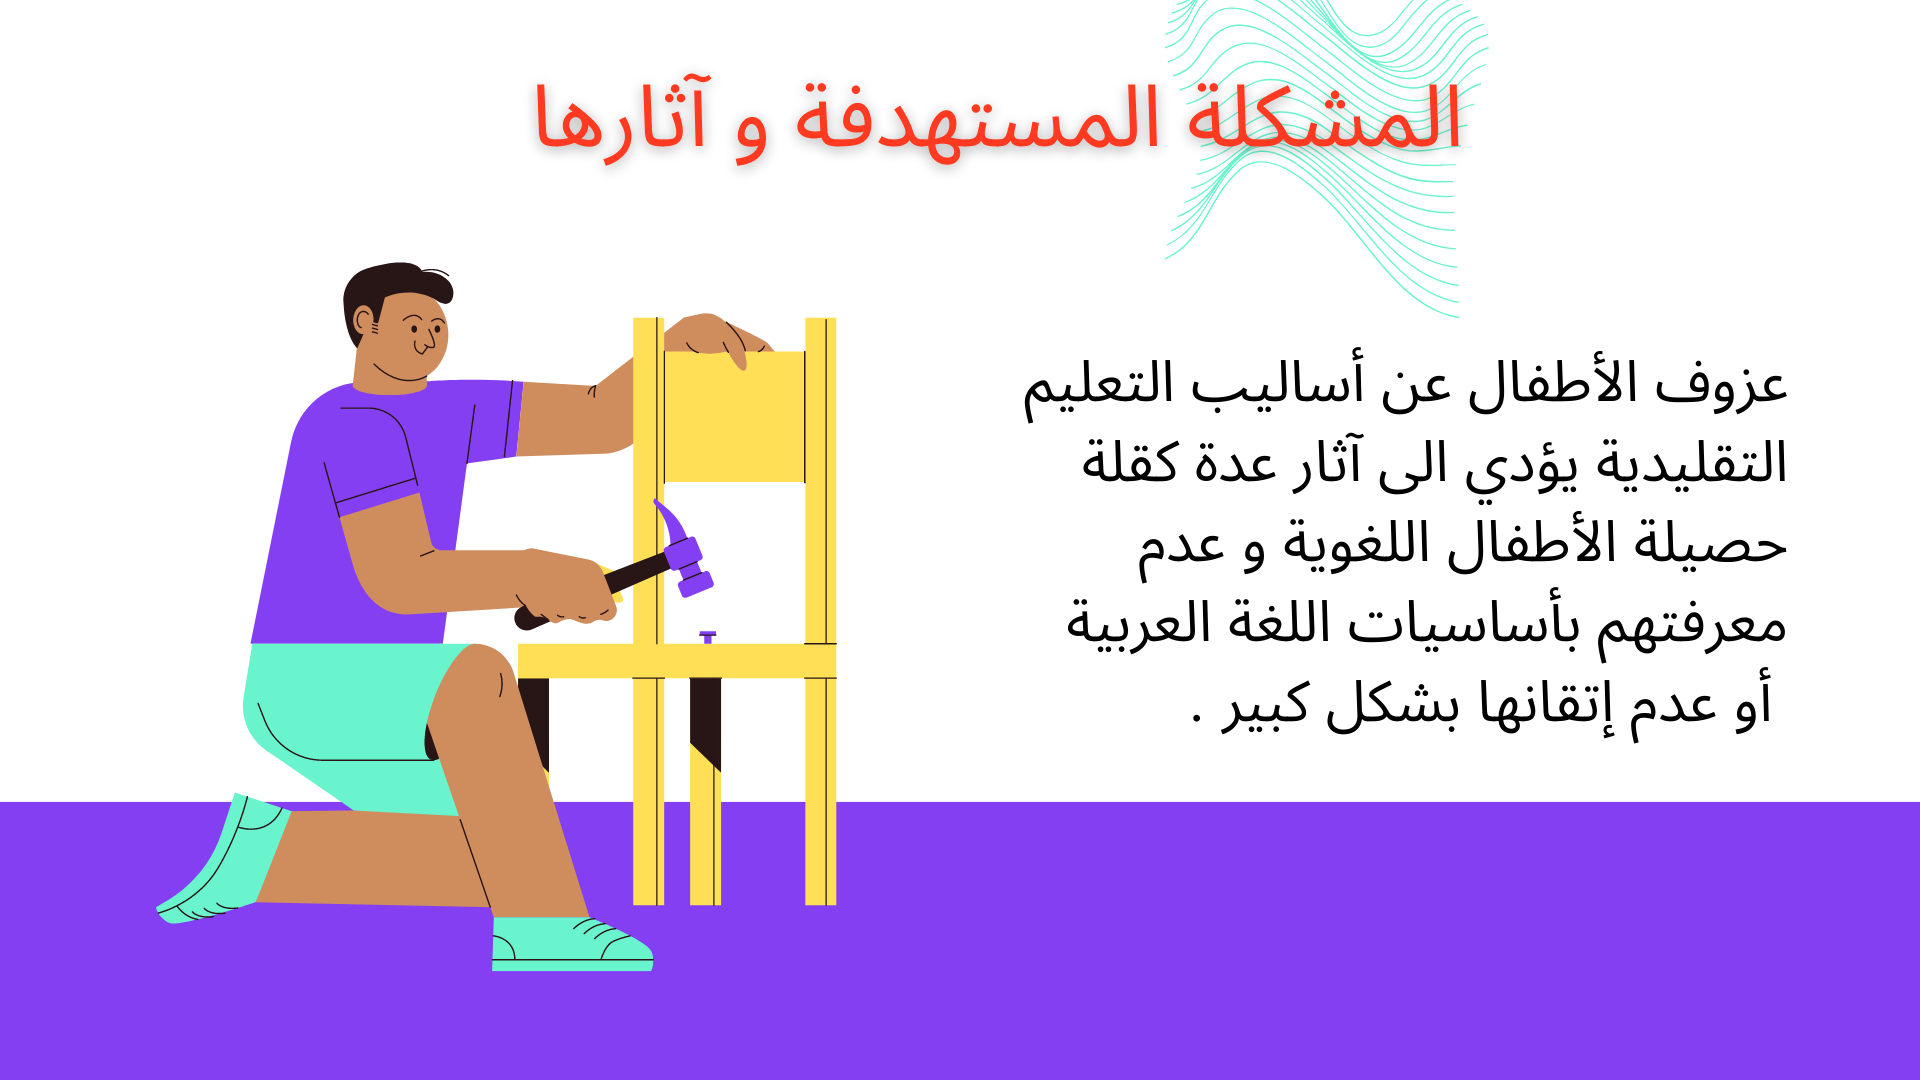 المشكلة المستهدفة و آثارها
عزوف الأطفال عن أساليب التعليم
التقليدية يؤدي الى آثار عدة كقلة
حصيلة الأطفال اللغوية و عدم
معرفتهم بأساسيات اللغة العربية
أو عدم إتقانها بشكل كبير .